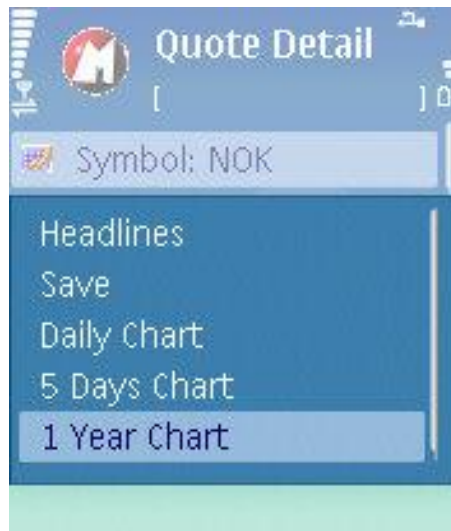 M
Quote Detail
[ ]
Symbol: NOK
Headlines
Save
Daily Chart
5 Days Chart
1 Year Chart